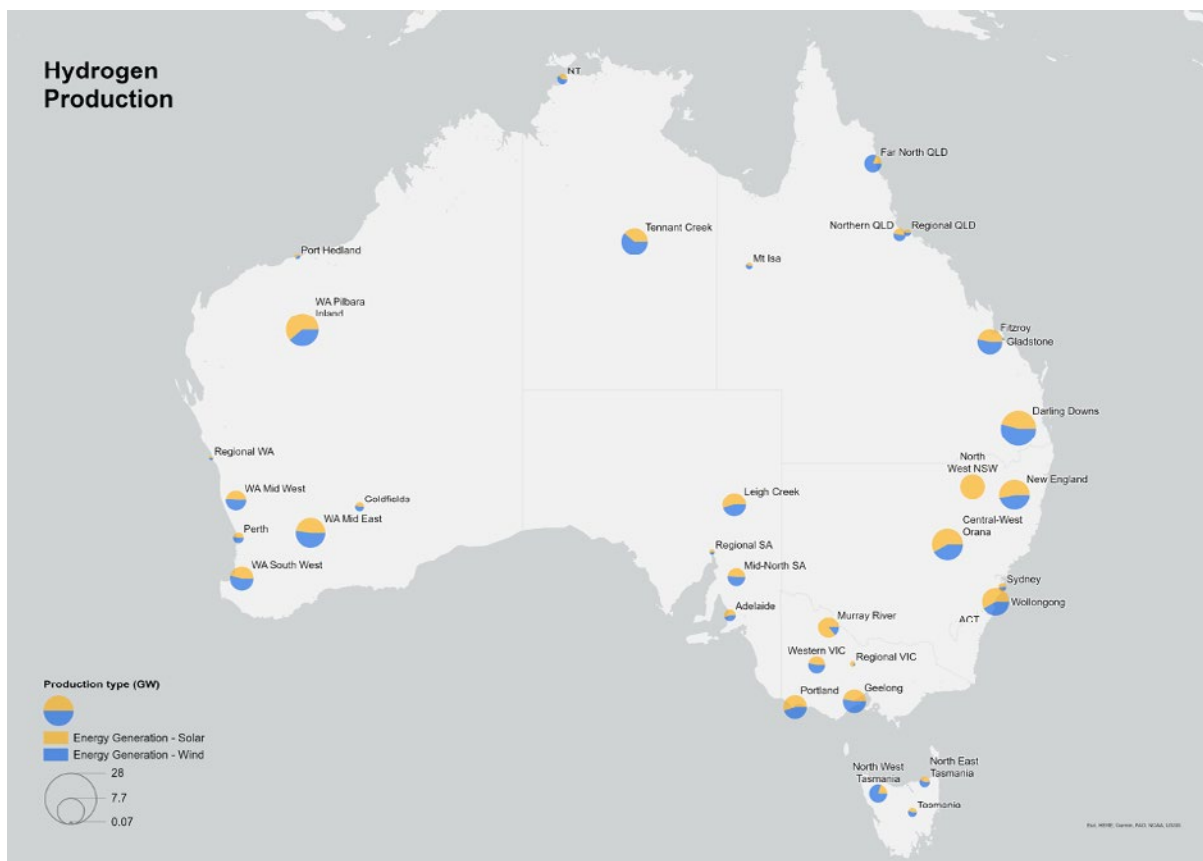 Hydrogen
Production
NT
Far North QLD
Tennant Creek
Northern QLD
Regional QLD
Port Hedland
Mt Isa
WA Pilbara
Inland
Fitzroy
Gladstone
Darling Downs
Regional WA
North
West NSW
New England
WA Mid West
Goldfields
Leigh Creek
WA Mid East
Central-West
Orana
Perth
Regional SA
WA South West
Mid-North SA
Sydney
Wollongong
Adelaide
Murray River
ACT
Western VIC
Regional VIC
Production type (GW)
Portland
Geelong
Energy Generation - Solar
Energy Generation - Wind
28
7.7
0.07
North West
Tasmania
North East
Tasmania
Tasmania